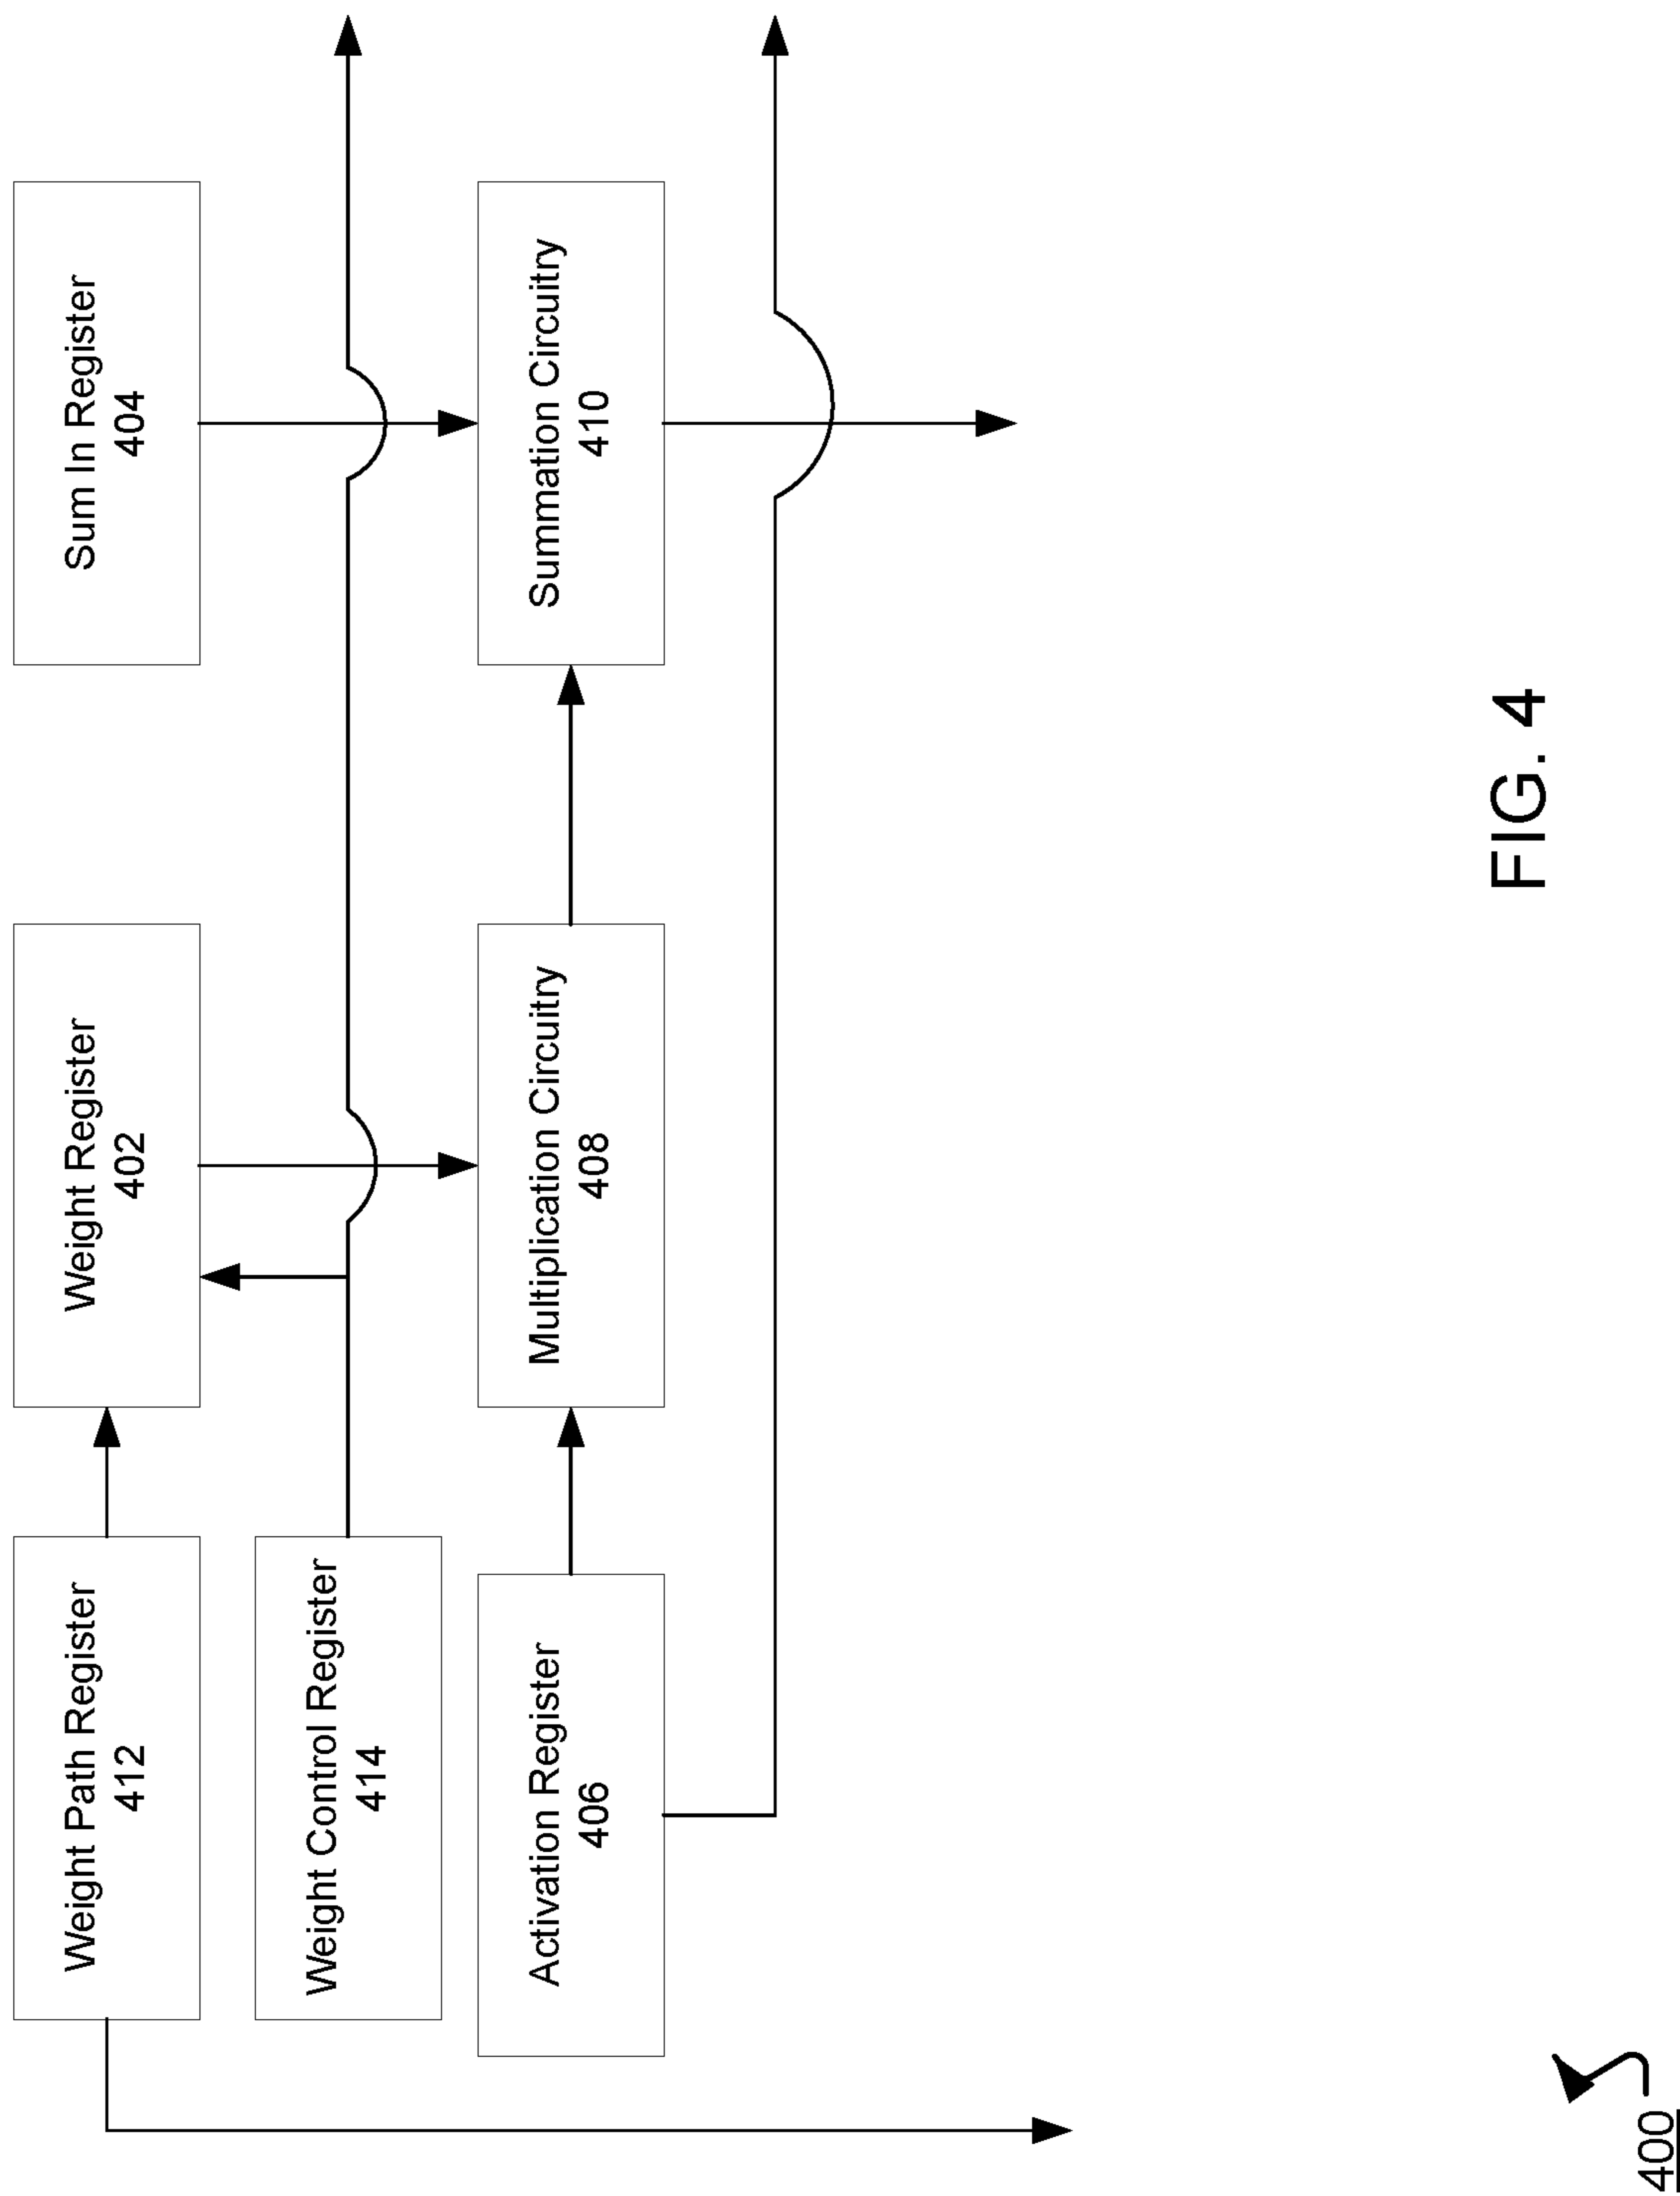 Weight Path Register
412
Weight Register
402
Sum In Register
404
Weight Control Register
414
Activation Register
406
Multiplication Circuitry
408
Summation Circuitry
410
FIG. 4
400